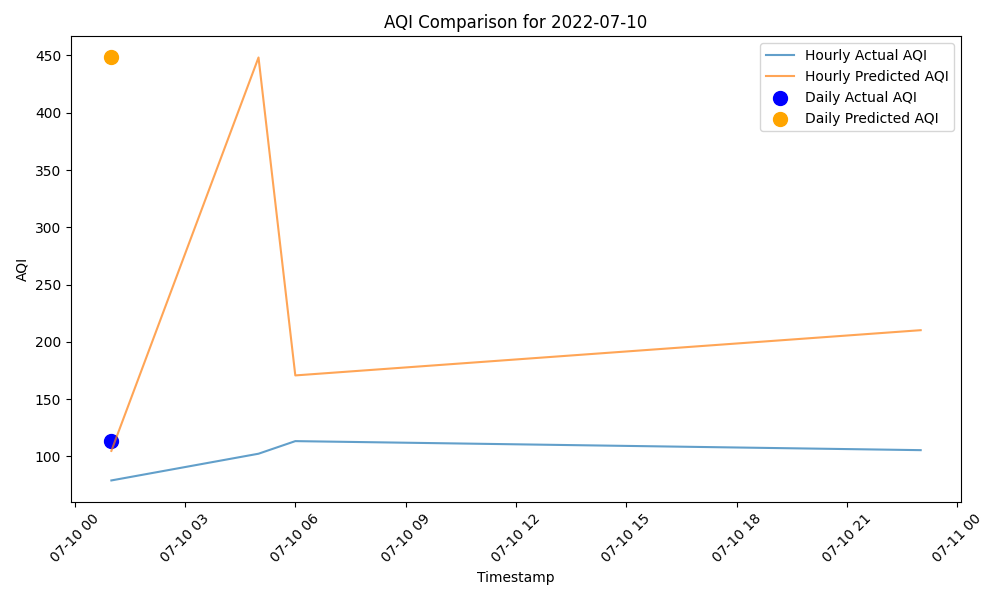 AQI Comparison for 2022-07-10
Hourly Actual AQI
Hourly Predicted AQI
Daily Actual AQI
Daily Predicted AQI
AQI
450
400
350
300
250
200
150
100
07-10 00
07-10 03
07-10 06
07-10 09
07-10 12
07-10 15
07-10 18
07-10 21
07-11 00
Timestamp